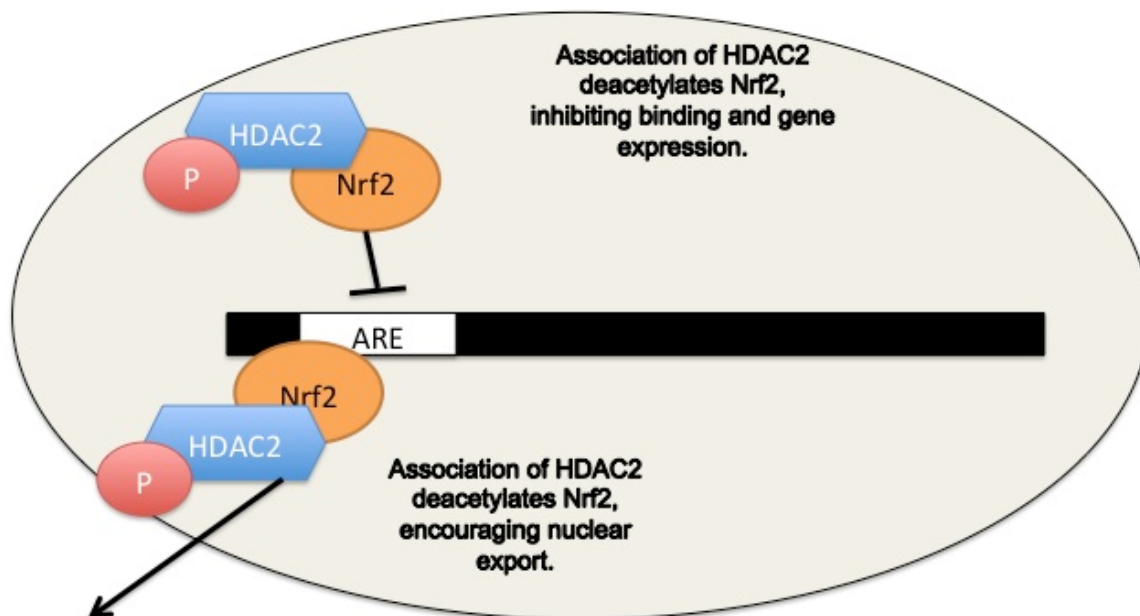 Association of HDAC2
deacetylates Nrf2,
inhibiting binding and gene
expression.
HDAC2
P
Nrf2
ARE
Nrf2
HDAC2
P
Association of HDAC2
deacetylates Nrf2,
encouraging nuclear
export.